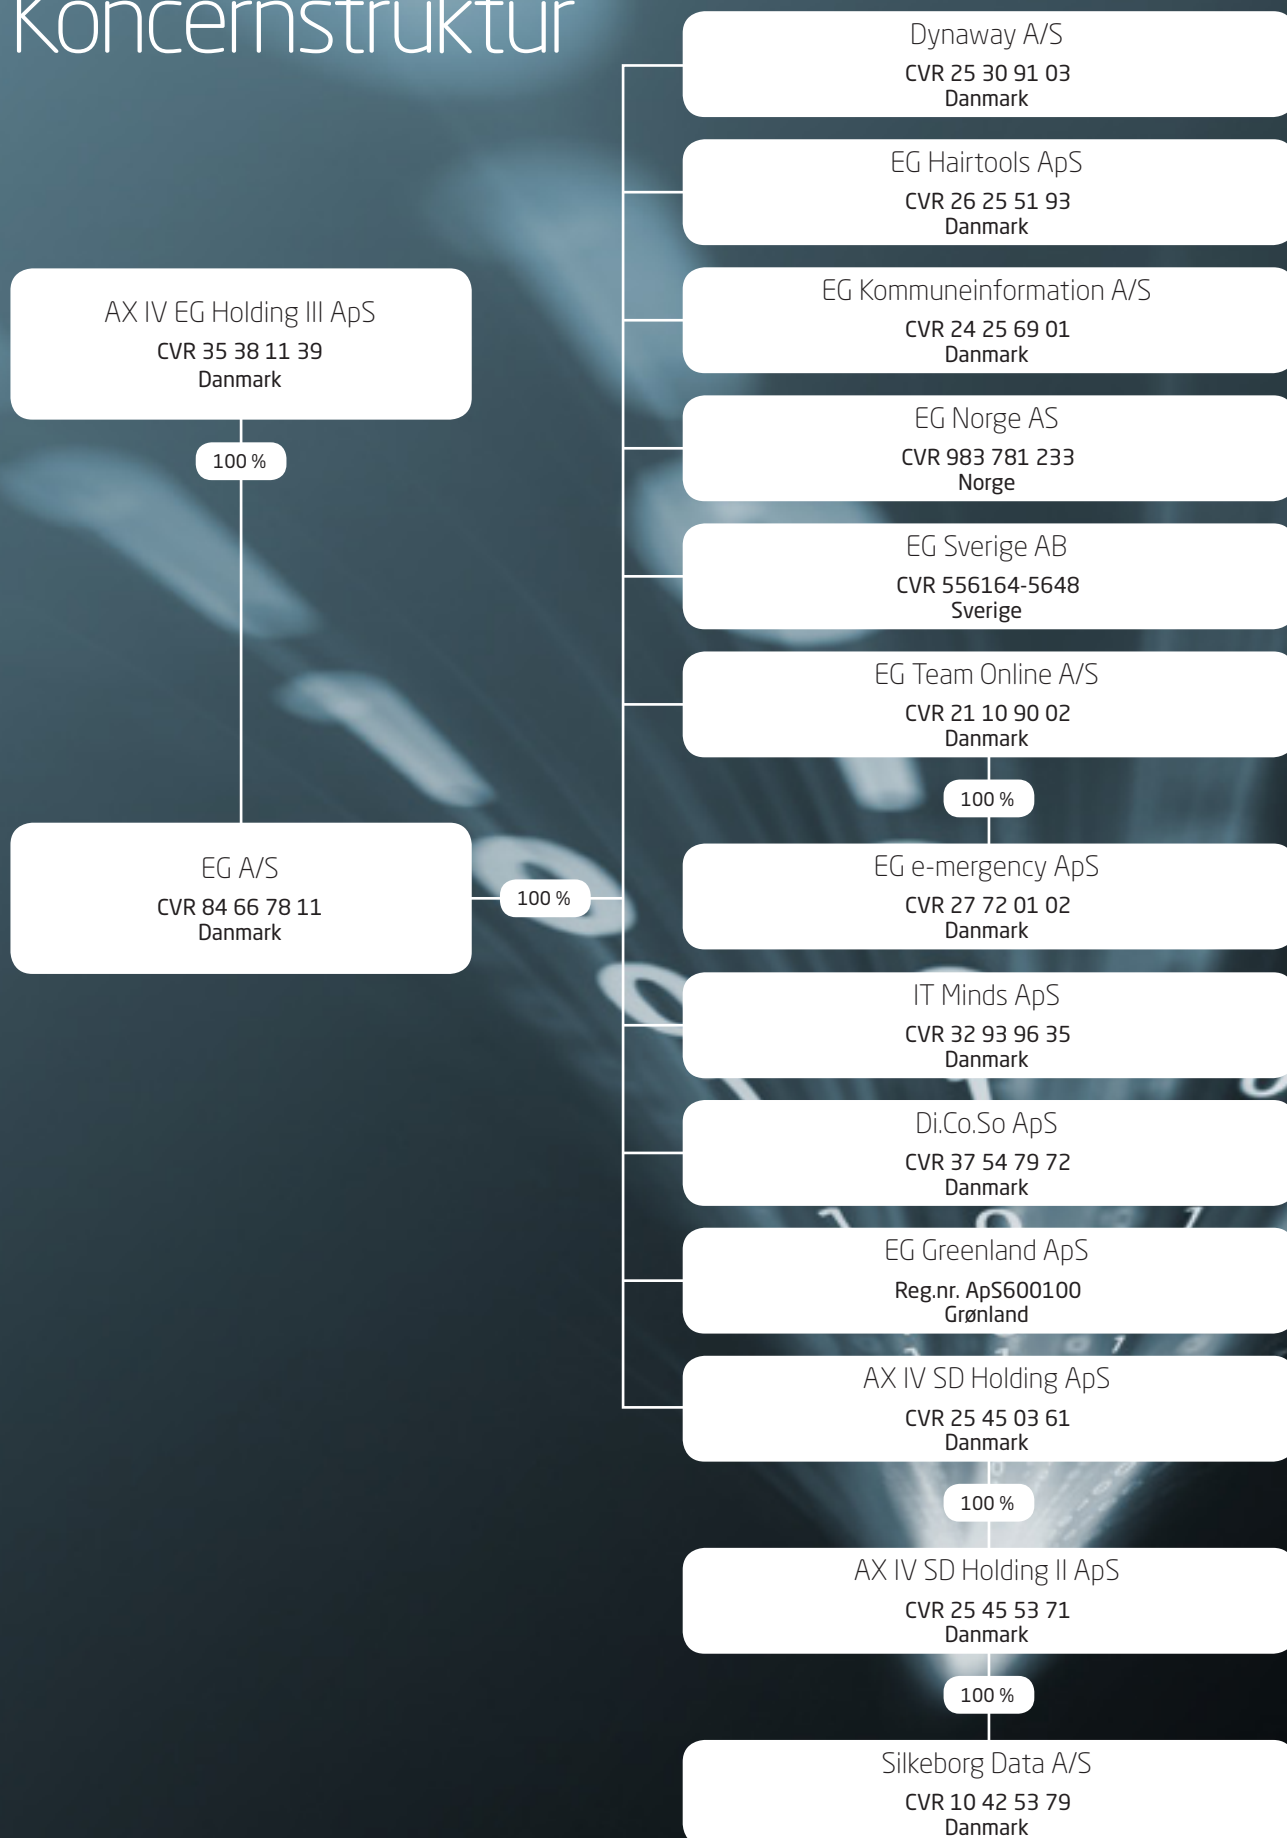 Koncernstruktur
AX IV EG Holding III ApS
CVR 35 38 11 39
Danmark
100 %
EG A/S
CVR 84 66 78 11
Danmark
100 %
Dynaway A/S
CVR 25 30 91 03
Danmark
EG Hairtools ApS
CVR 26 25 51 93
Danmark
EG Kommuneinformation A/S
CVR 24 25 69 01
Danmark
EG Norge AS
CVR 983 781 233
Norge
EG Sverige AB
CVR 556164-5648
Sverige
EG Team Online A/S
CVR 21 10 90 02
Danmark
100 %
EG e-mergency ApS
CVR 27 72 01 02
Danmark
IT Minds ApS
CVR 32 93 96 35
Danmark
Di.Co.So ApS
CVR 37 54 79 72
Danmark
EG Greenland ApS
Reg.nr. ApS600100
Grønland
AX IV SD Holding ApS
CVR 25 45 03 61
Danmark
100 %
AX IV SD Holding II ApS
CVR 25 45 53 71
Danmark
100 %
Silkeborg Data A/S
CVR 10 42 53 79
Danmark